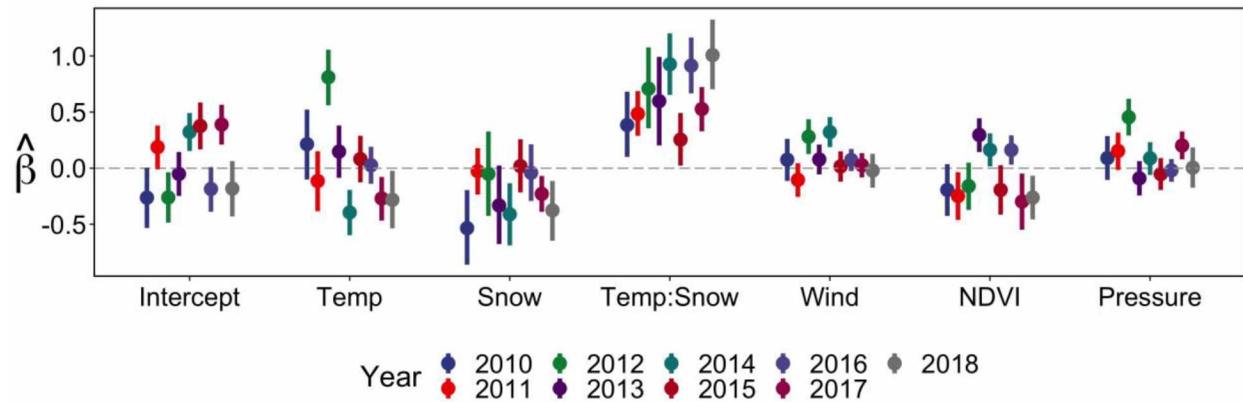 1.0
0.5
0.0
-0.5
β̂
Intercept Temp Snow Temp:Snow Wind NDVI Pressure
Year 2010 2012 2014 2016 2018
2011 2013 2015 2017